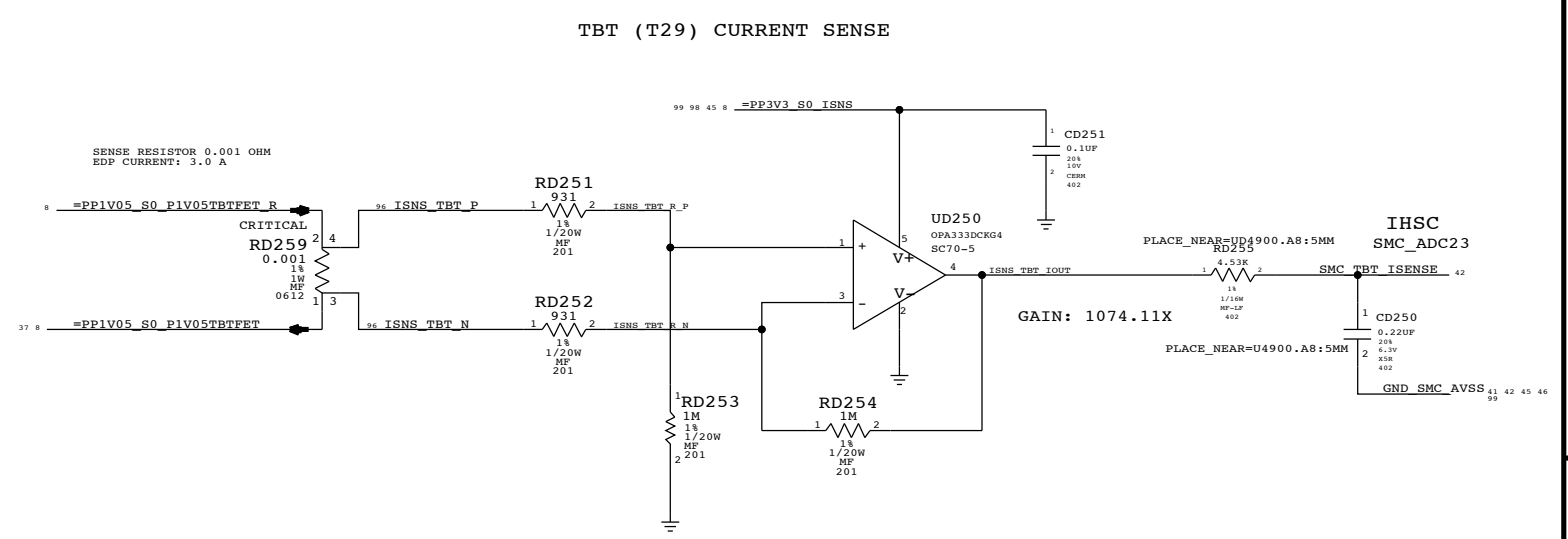 TBT (T29) CURRENT SENSE
99 98 45 8 =PP3V3_S0_ISNS
1
CD251
0.1UF
20%
10V
CERM
402
2
SENSE RESISTOR 0.001 OHM
EDP CURRENT: 3.0 A
8 =PP1V05_S0_P1V05TBTFET_R
CRITICAL
RD259
0.001
1%
1W
MF
0612
2 4
1 3
37 8 =PP1V05_S0_P1V05TBTFET
96 ISNS_TBT_P
RD251
931
1 2
1%
1/20W
MF
201
ISNS_TBT_R_P
96 ISNS_TBT_N
RD252
931
1 2
1%
1/20W
MF
201
ISNS_TBT_R_N
1
RD253
1M
1%
1/20W
MF
201
2
UD250
OPA333DCKG4
SC70-5
5
V+
1 +
3 -
4
V-
2
ISNS_TBT_IOUT
RD254
1M
1 2
1%
1/20W
MF
201
GAIN: 1074.11X
IHSC
SMC_ADC23
PLACE_NEAR=UD4900.A8:5MM
RD255
4.53K
1 2
1%
1/16W
MF-LF
402
SMC_TBT_ISENSE 42
1
CD250
0.22UF
20%
6.3V
X5R
402
2
PLACE_NEAR=U4900.A8:5MM
GND_SMC_AVSS 41 42 45 46
99